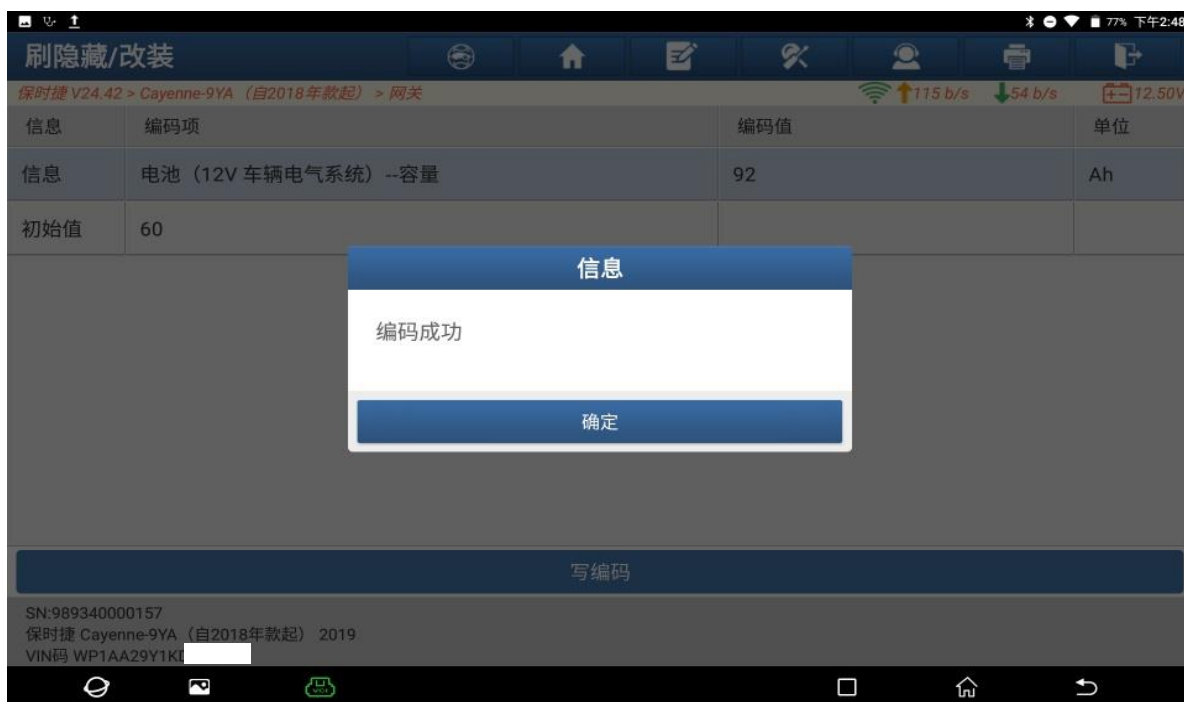 77% 下午2:48
刷隐藏/改装
保时捷 V24.42 > Cayenne-9YA（自2018年款起） > 网关 115 b/s 54 b/s 12.50V
信息 编码项 编码值 单位
信息 电池（12V 车辆电气系统）--容量 92 Ah
初始值 60
信息
编码成功
确定
写编码
SN:989340000157
保时捷 Cayenne-9YA（自2018年款起） 2019
VIN码 WP1AA29Y1K
VCI